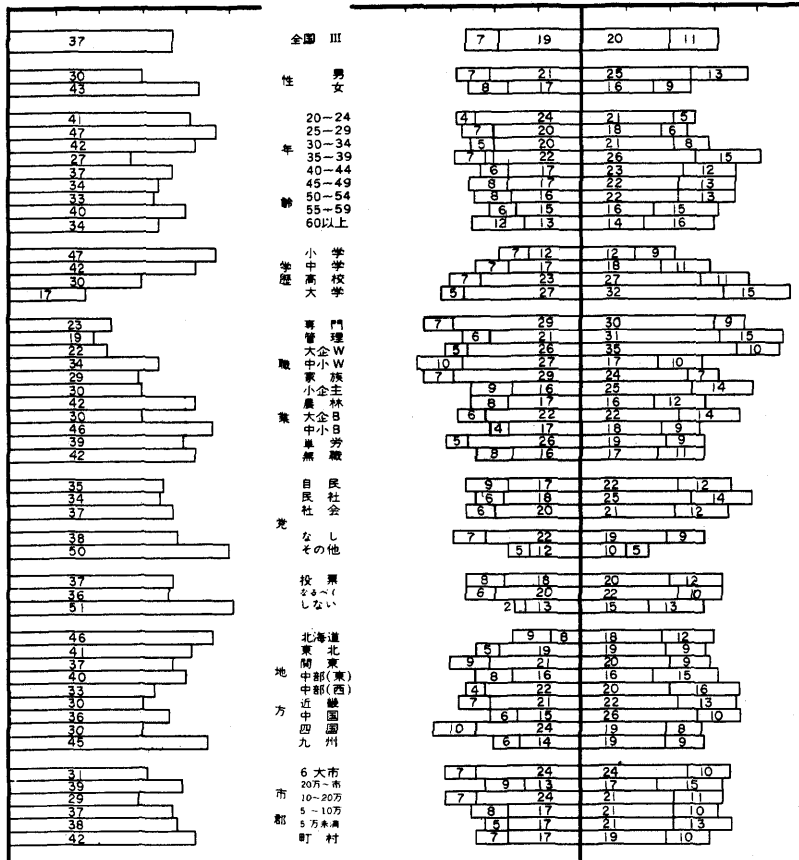 37 全国 III 7 19 20 11
30 男 7 21 25 13
性
43 女 8 17 16 9
41 20~24 4 24 21 5
47 25~29 7 20 18 6
42 30~34 5 20 21 8
年
27 35~39 7 22 26 15
37 40~44 6 17 23 12
34 45~49 8 17 22 13
33 50~54 8 16 22 13
齢
40 55~59 6 15 16 15
34 60以上 12 13 14 16
47 小学 7 12 12 9
42 学 中学 7 17 18 11
30 歴 高校 7 23 27 11
17 大学 5 27 32 15
23 専門 7 29 30 9
19 管理 6 21 31 15
22 大企W 5 26 35 10
34 職 中小W 10 27 17 10
29 家族 7 29 24 7
30 小企主 9 16 25 14
42 農林 8 17 16 12
30 業 大企B 6 22 22 14
46 中小B 4 17 18 9
39 単労 5 26 19 9
42 無職 8 16 17 11
35 自民 9 17 22 12
34 民社 6 18 25 14
37 社会 6 20 21 12
党
38 なし 7 22 19 9
50 その他 5 12 10 5
37 投票 8 18 20 12
36 なるべく 6 20 22 10
51 しない 2 13 15 13
46 北海道 9 8 18 12
41 東北 5 19 19 9
37 関東 9 21 20 9
40 地 中部(東) 8 16 16 15
33 中部(西) 4 22 20 16
30 近畿 7 21 22 13
36 方 中国 6 15 26 10
30 四国 10 24 19 8
45 九州 6 14 19 9
31 6大市 7 24 24 10
39 20万~市 9 13 17 15
29 市 10~20万 7 24 21 11
37 5~10万 8 17 21 10
38 郡 5万未満 5 17 21 13
42 町村 7 17 19 10